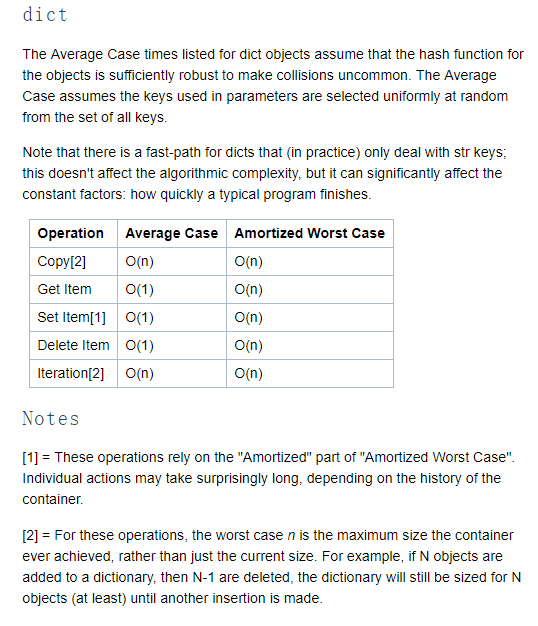 dict
The Average Case times listed for dict objects assume that the hash function for
the objects is sufficiently robust to make collisions uncommon. The Average
Case assumes the keys used in parameters are selected uniformly at random
from the set of all keys.
Note that there is a fast-path for dicts that (in practice) only deal with str keys;
this doesn't affect the algorithmic complexity, but it can significantly affect the
constant factors: how quickly a typical program finishes.
Operation Average Case Amortized Worst Case
Copy[2] O(n) O(n)
Get Item O(1) O(n)
Set Item[1] O(1) O(n)
Delete Item O(1) O(n)
Iteration[2] O(n) O(n)
Notes
[1] = These operations rely on the "Amortized" part of "Amortized Worst Case".
Individual actions may take surprisingly long, depending on the history of the
container.
[2] = For these operations, the worst case n is the maximum size the container
ever achieved, rather than just the current size. For example, if N objects are
added to a dictionary, then N-1 are deleted, the dictionary will still be sized for N
objects (at least) until another insertion is made.